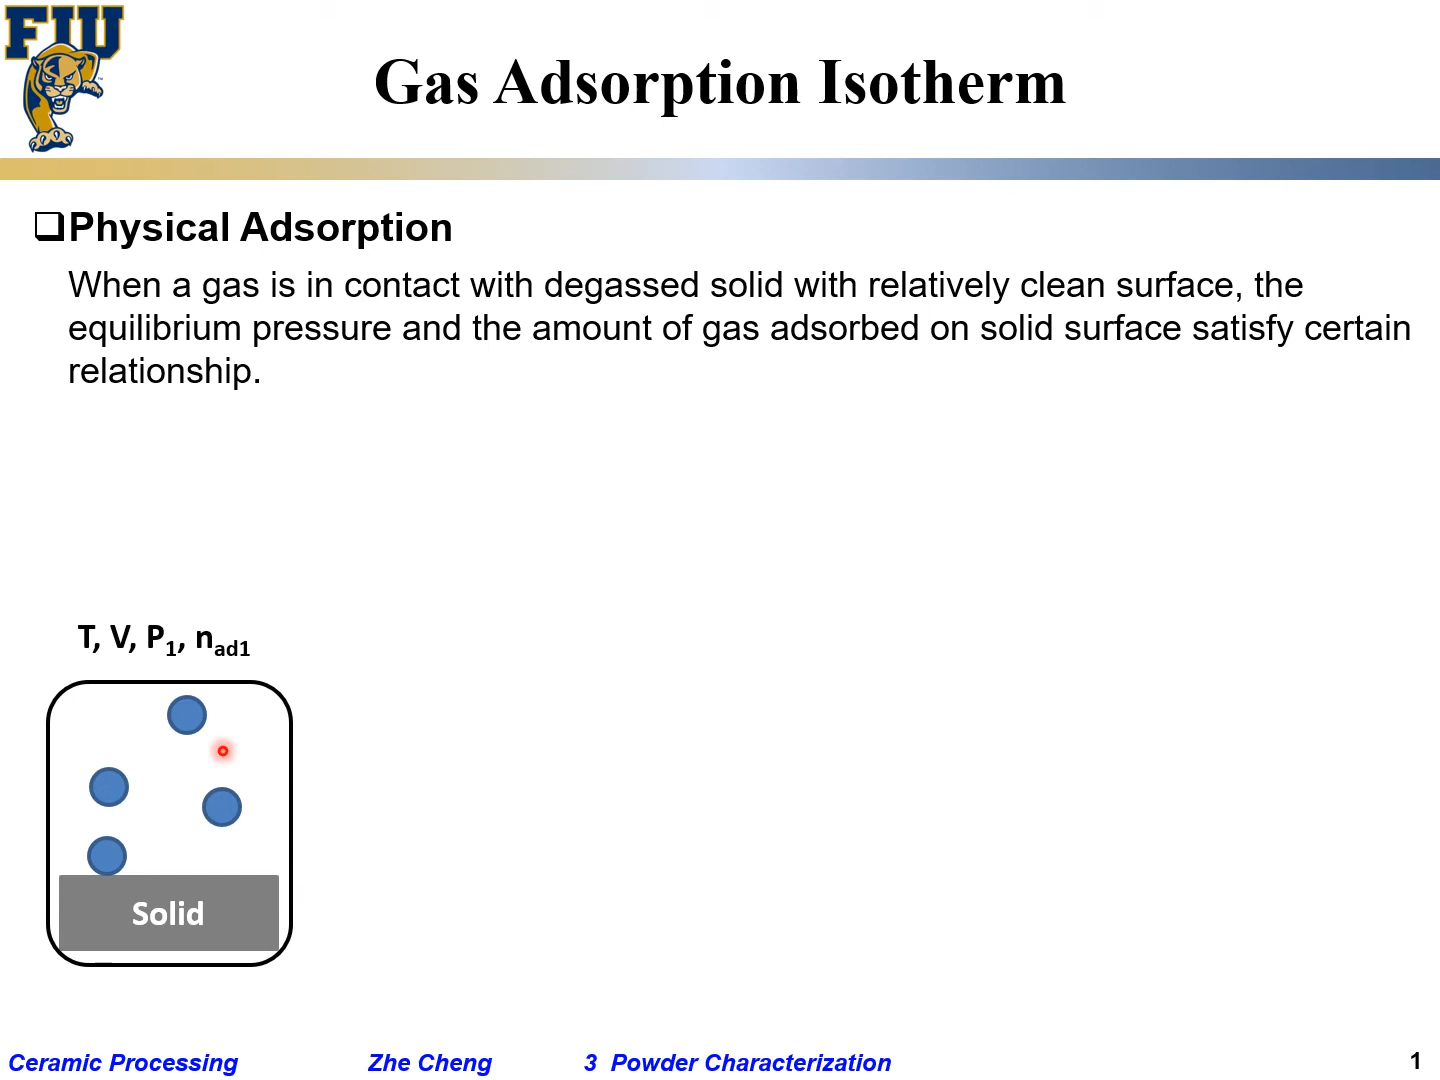 FIU
Gas Adsorption Isotherm
❑Physical Adsorption
When a gas is in contact with degassed solid with relatively clean surface, the
equilibrium pressure and the amount of gas adsorbed on solid surface satisfy certain
relationship.
T, V, P1, nad1
Solid
Ceramic Processing Zhe Cheng 3 Powder Characterization 1